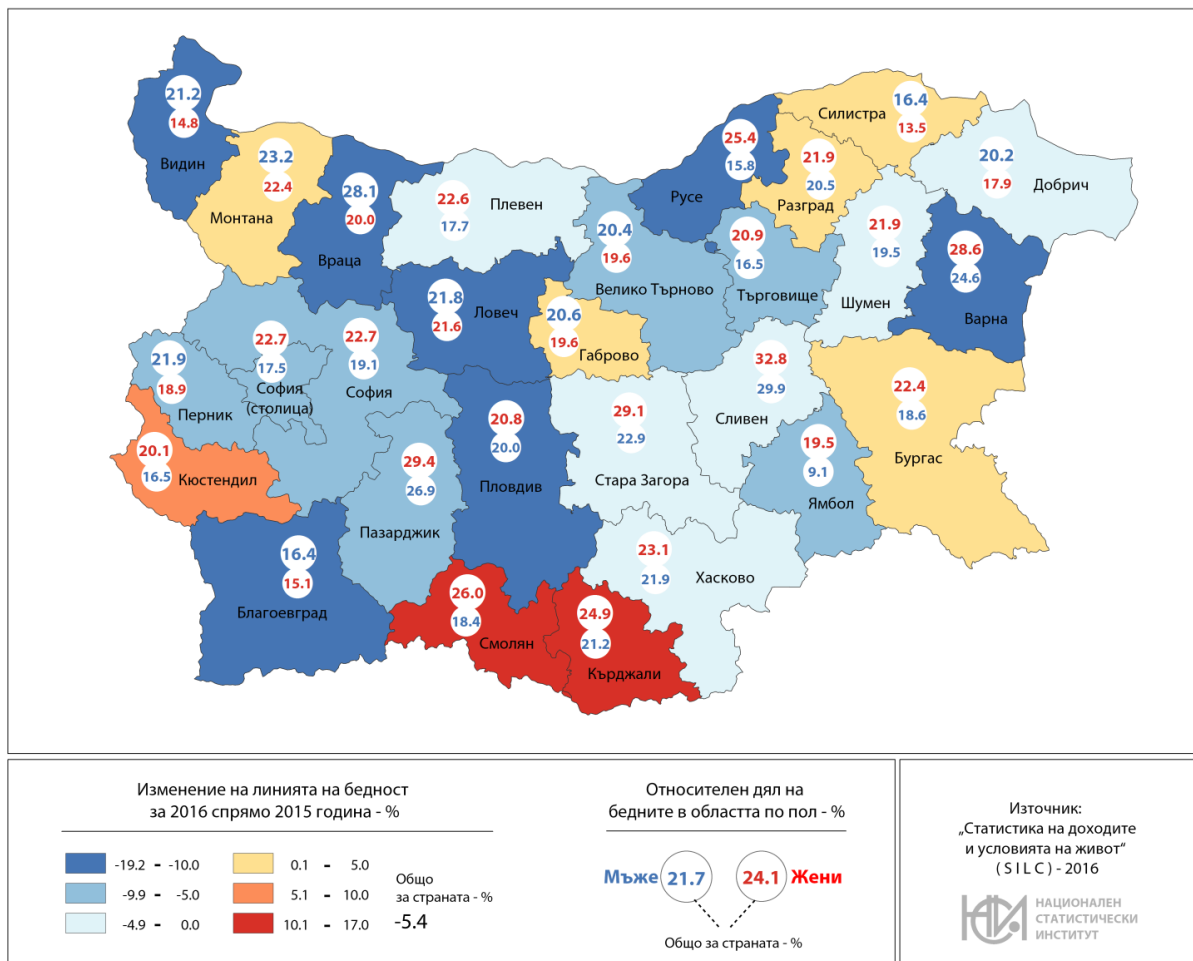 21.2
14.8
Видин
23.2
22.4
Монтана
28.1
20.0
Враца
22.6
17.7
Плевен
25.4
15.8
Русе
21.9
20.5
Разград
Силистра
16.4
13.5
20.2
17.9
Добрич
20.4
19.6
Велико Търново
20.9
16.5
Търговище
21.9
19.5
Шумен
28.6
24.6
Варна
21.8
21.6
Ловеч
20.6
19.6
Габрово
21.9
18.9
Перник
22.7
17.5
София
(столица)
22.7
19.1
София
20.1
16.5
Кюстендил
29.4
26.9
Пазарджик
20.8
20.0
Пловдив
29.1
22.9
Стара Загора
32.8
29.9
Сливен
19.5
9.1
Ямбол
22.4
18.6
Бургас
16.4
15.1
Благоевград
26.0
18.4
Смолян
24.9
21.2
Кърджали
23.1
21.9
Хасково
Изменение на линията на бедност
за 2016 спрямо 2015 година - %
-19.2 - -10.0
-9.9 - -5.0
-4.9 - 0.0
0.1 - 5.0
5.1 - 10.0
10.1 - 17.0
Общо
за страната - %
-5.4
Относителен дял на
бедните в областта по пол - %
Мъже 21.7 24.1 Жени
Общо за страната - %
Източник:
„Статистика на доходите
и условията на живот“
( S I L C ) - 2016
НАЦИОНАЛЕН
СТАТИСТИЧЕСКИ
ИНСТИТУТ